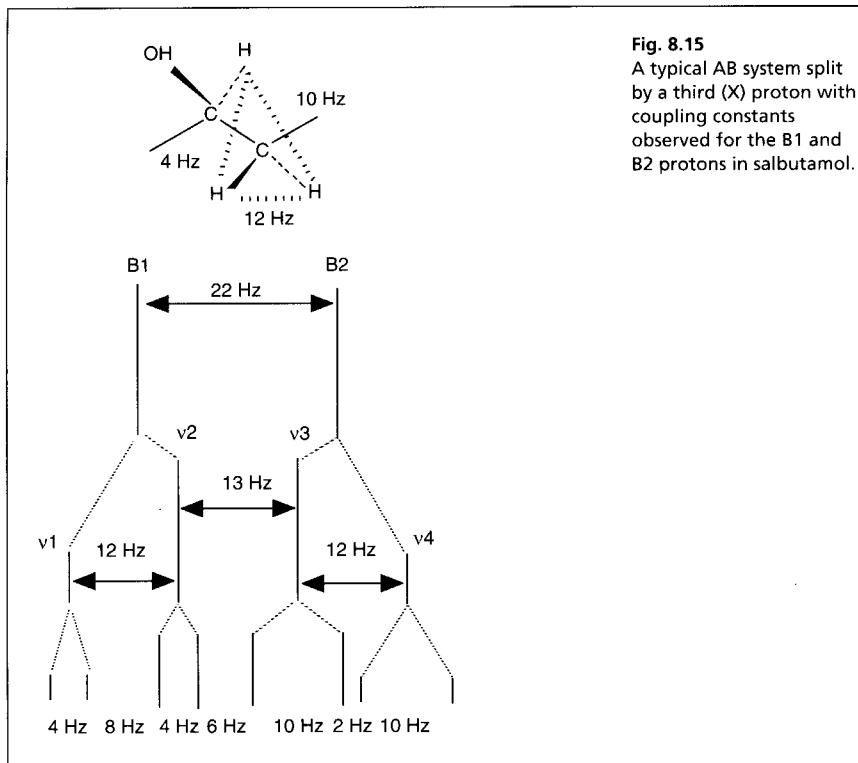 Fig. 8.15
A typical AB system split
by a third (X) proton with
coupling constants
observed for the B1 and
B2 protons in salbutamol.
OH
H
10 Hz
C
4 Hz
C
H
H
12 Hz
B1
B2
22 Hz
ν2
ν3
13 Hz
ν1
12 Hz
12 Hz
ν4
4 Hz 8 Hz 4 Hz 6 Hz 10 Hz 2 Hz 10 Hz